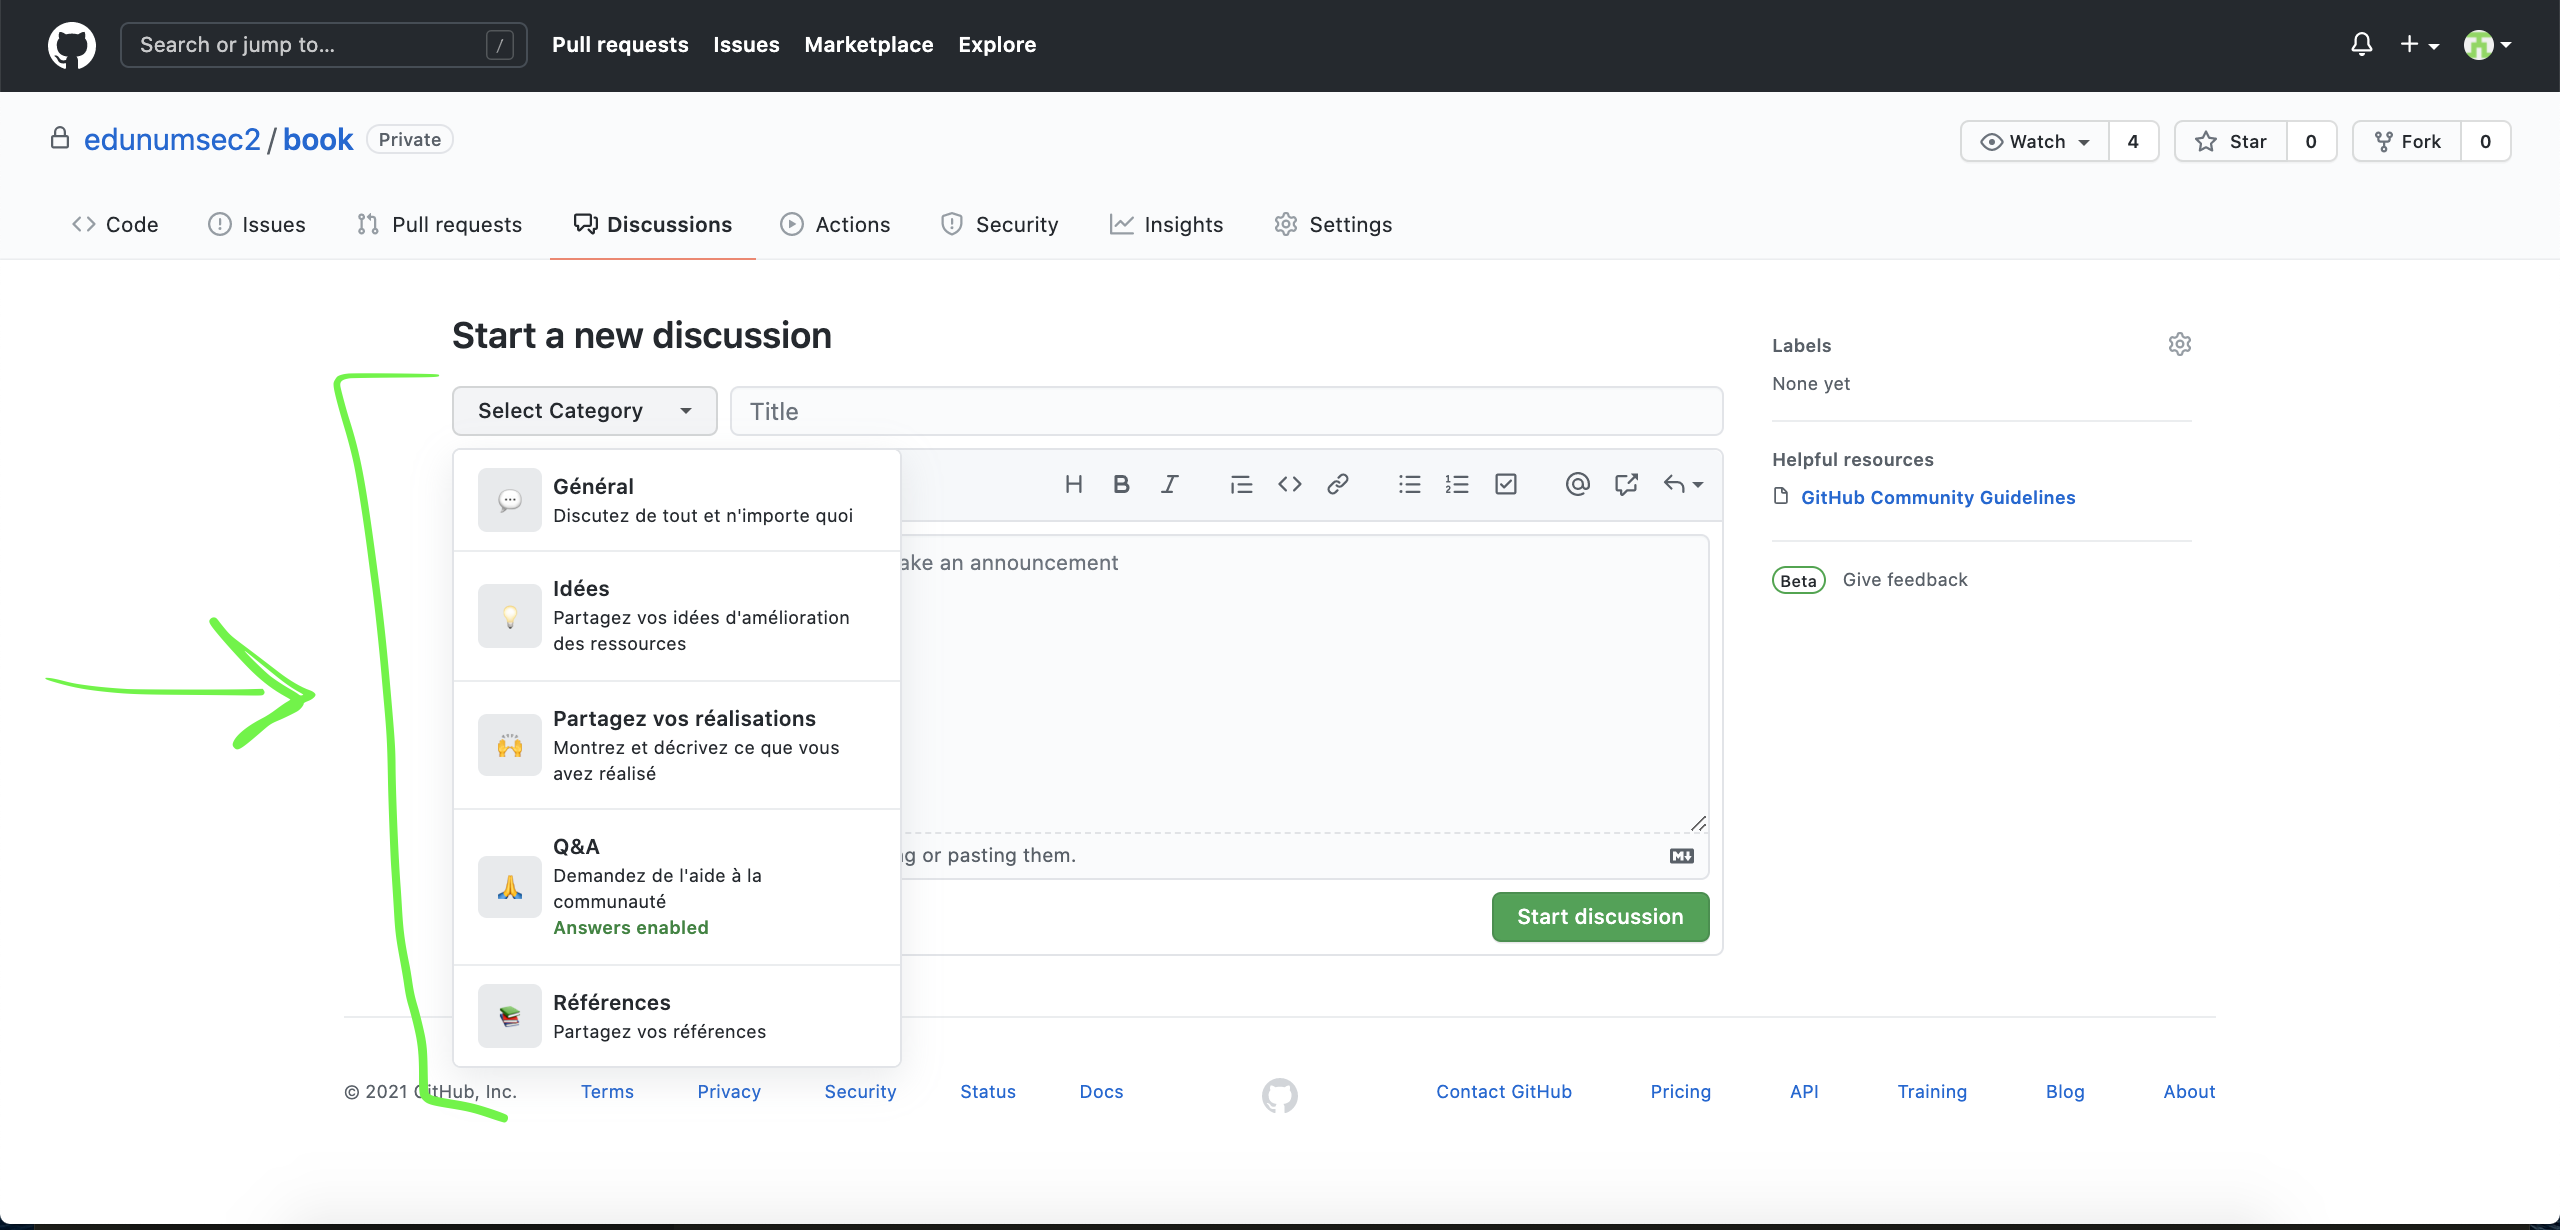 Search or jump to... /
Pull requests Issues Marketplace Explore
edunumsec2 / book Private
Watch 4 Star 0 Fork 0
Code Issues Pull requests Discussions Actions Security Insights Settings
Start a new discussion
Select Category Title
Général
Discutez de tout et n'importe quoi
Idées
Partagez vos idées d'amélioration
des ressources
Partagez vos réalisations
Montrez et décrivez ce que vous
avez réalisé
Q&A
Demandez de l'aide à la
communauté
Answers enabled
Références
Partagez vos références
H B I
ake an announcement
g or pasting them.
M
Start discussion
Labels
None yet
Helpful resources
GitHub Community Guidelines
Beta Give feedback
© 2021 GitHub, Inc. Terms Privacy Security Status Docs Contact GitHub Pricing API Training Blog About